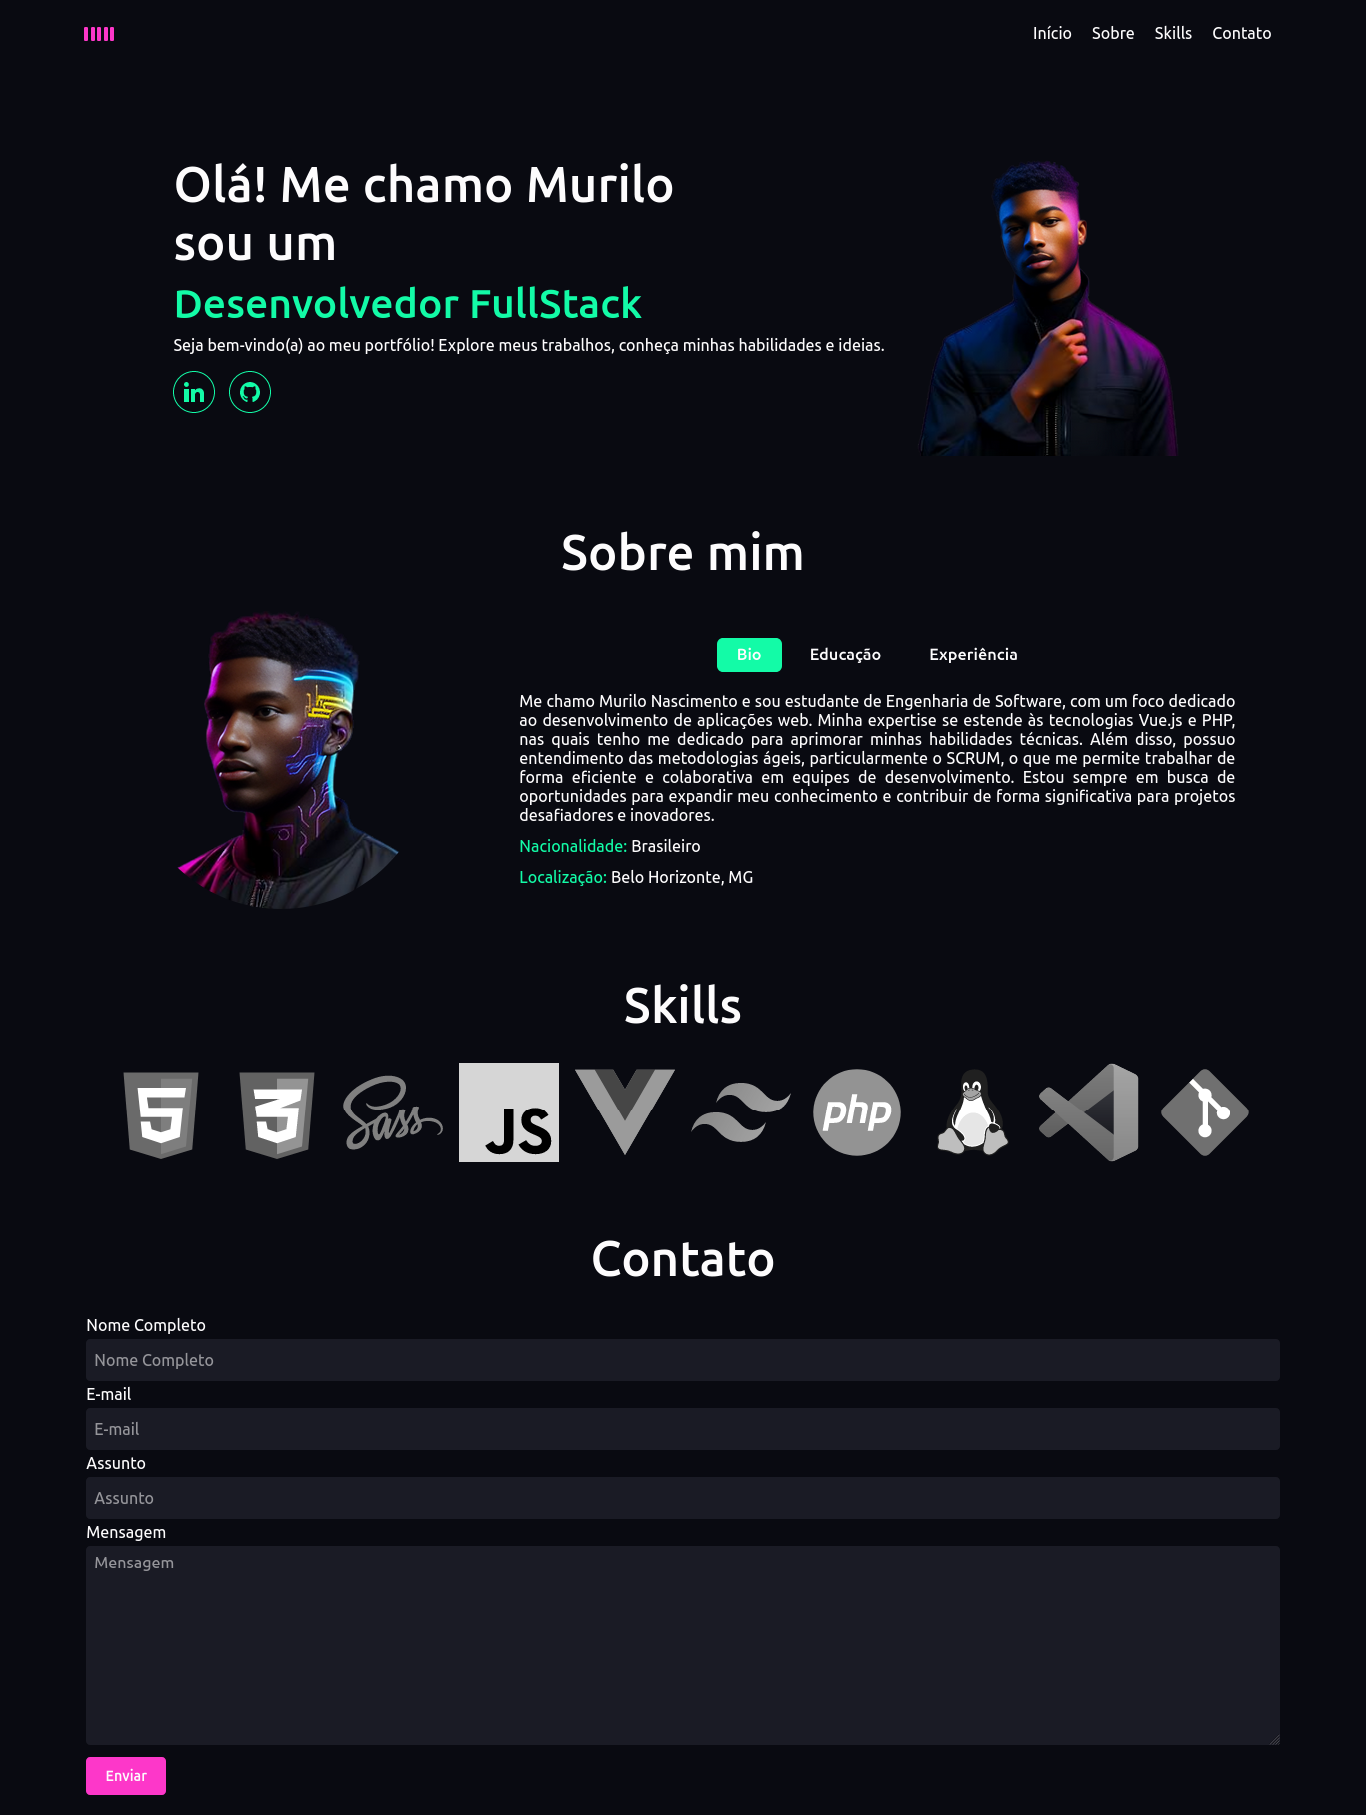 Início Sobre Skills Contato
Olá! Me chamo Murilo
sou um
Desenvolvedor FullStack
Seja bem-vindo(a) ao meu portfólio! Explore meus trabalhos, conheça minhas habilidades e ideias.
in
Sobre mim
Bio Educação Experiência
Me chamo Murilo Nascimento e sou estudante de Engenharia de Software, com um foco dedicado
ao desenvolvimento de aplicações web. Minha expertise se estende às tecnologias Vue.js e PHP,
nas quais tenho me dedicado para aprimorar minhas habilidades técnicas. Além disso, possuo
entendimento das metodologias ágeis, particularmente o SCRUM, o que me permite trabalhar de
forma eficiente e colaborativa em equipes de desenvolvimento. Estou sempre em busca de
oportunidades para expandir meu conhecimento e contribuir de forma significativa para projetos
desafiadores e inovadores.
Nacionalidade: Brasileiro
Localização: Belo Horizonte, MG
Skills
5 3 Sass JS php
Contato
Nome Completo
Nome Completo
E-mail
E-mail
Assunto
Assunto
Mensagem
Mensagem
Enviar